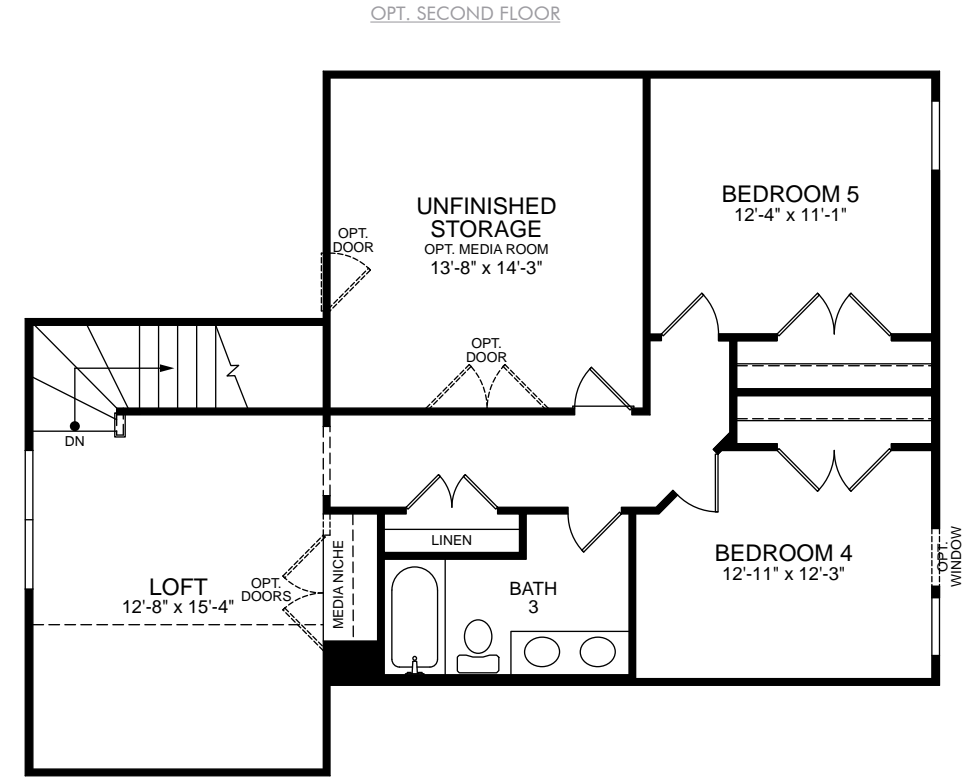 OPT. SECOND FLOOR
UNFINISHED
STORAGE
OPT. MEDIA ROOM
13'-8" x 14'-3"
BEDROOM 5
12'-4" x 11'-1"
OPT.
DOOR
OPT.
DOOR
DN
LINEN
LOFT
12'-8" x 15'-4"
OPT.
DOORS
MEDIA NICHE
BATH
3
BEDROOM 4
12'-11" x 12'-3"
OPT.
WINDOW